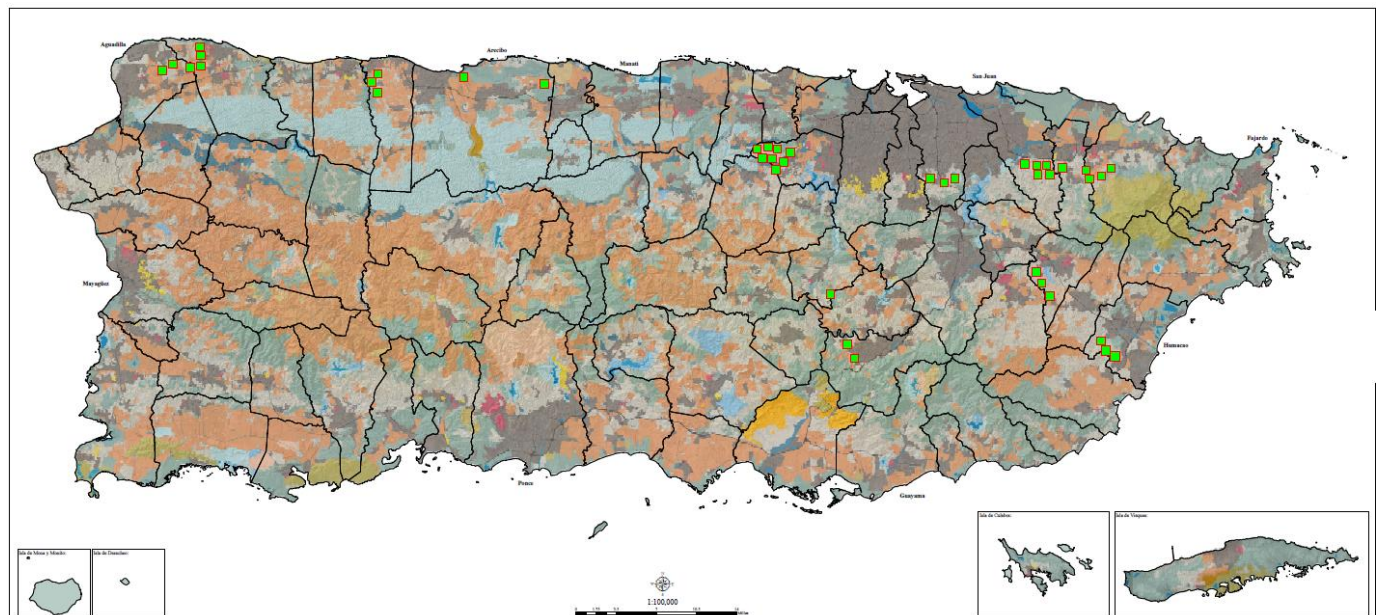 Aguadilla
Arecibo
Manatí
San Juan
Fajardo
Mayagüez
Humacao
Ponce
Guayama
Isla de Mona y Monito:
Isla de Desecheo:
Isla de Culebra:
Isla de Vieques:
1:100,000